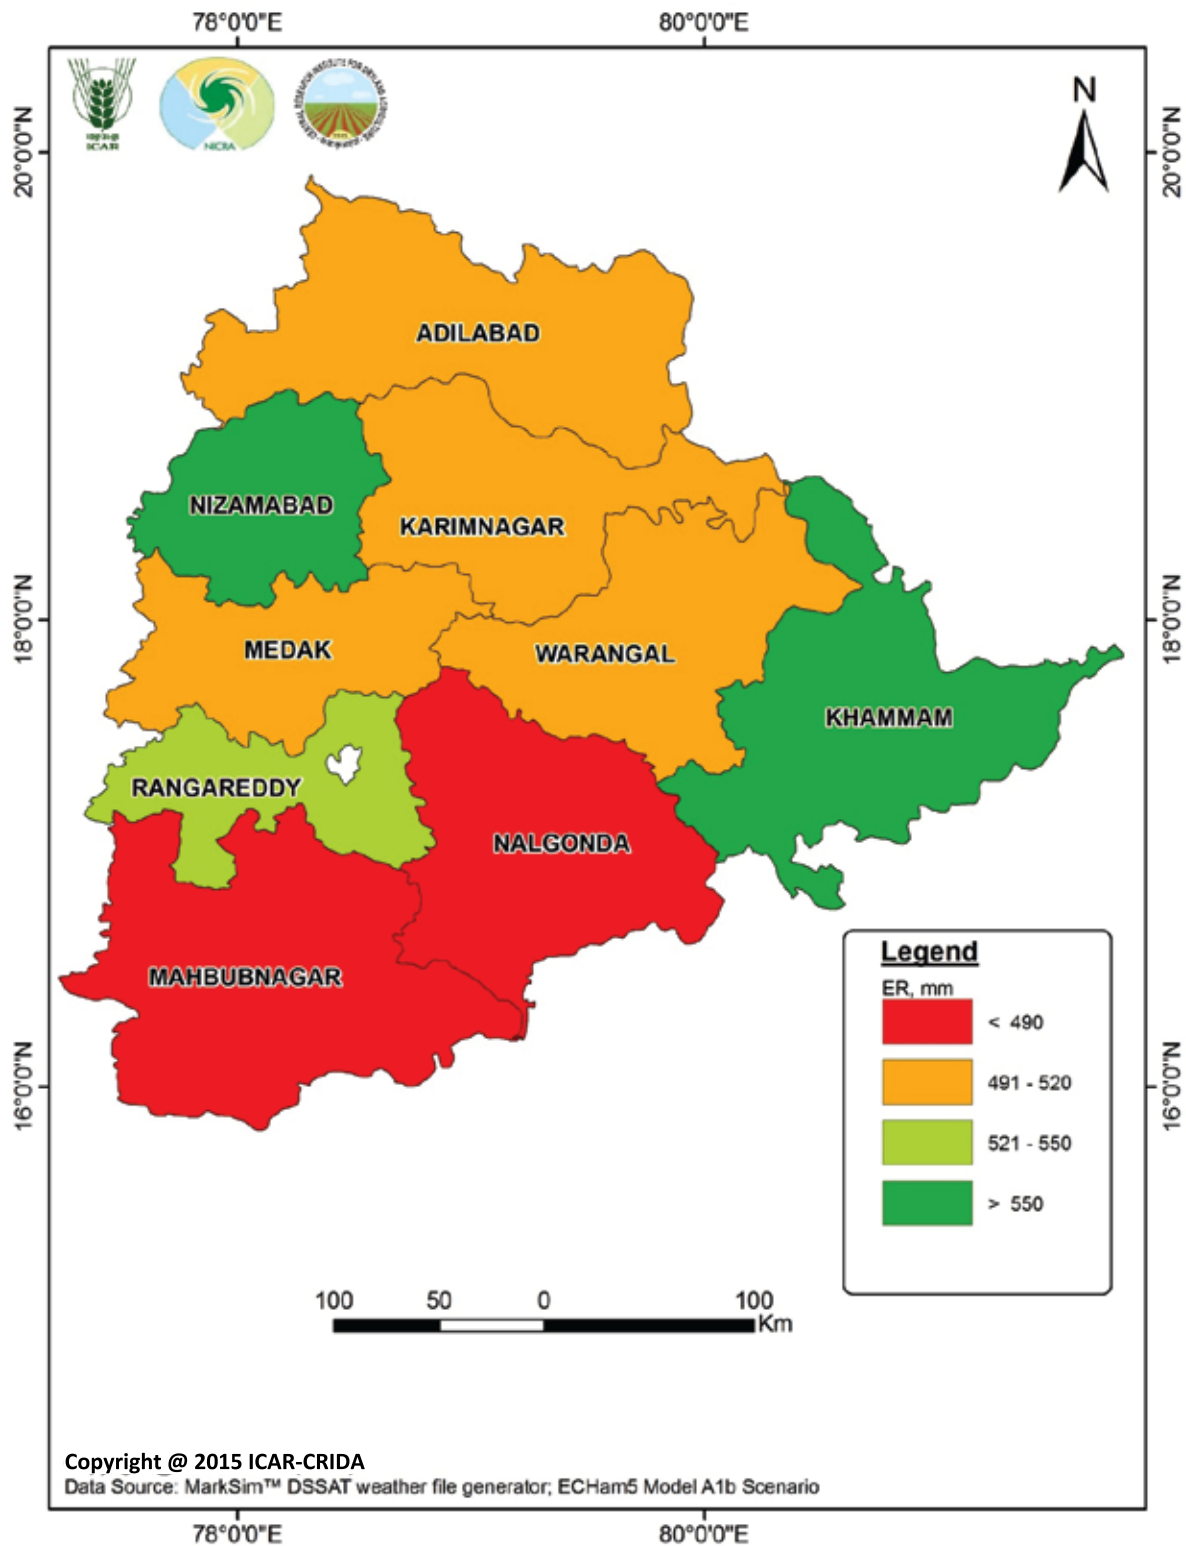 78°0'0"E 80°0'0"E
20°0'0"N 20°0'0"N
N
ICAR
NICRA
ADILABAD
NIZAMABAD
KARIMNAGAR
18°0'0"N 18°0'0"N
MEDAK
WARANGAL
KHAMMAM
RANGAREDDY
NALGONDA
MAHBUBNAGAR
Legend
ER, mm
< 490
491 - 520
521 - 550
> 550
16°0'0"N 16°0'0"N
100 50 0 100
Km
Copyright @ 2015 ICAR-CRIDA
Data Source: MarkSim™ DSSAT weather file generator; ECHam5 Model A1b Scenario
78°0'0"E 80°0'0"E